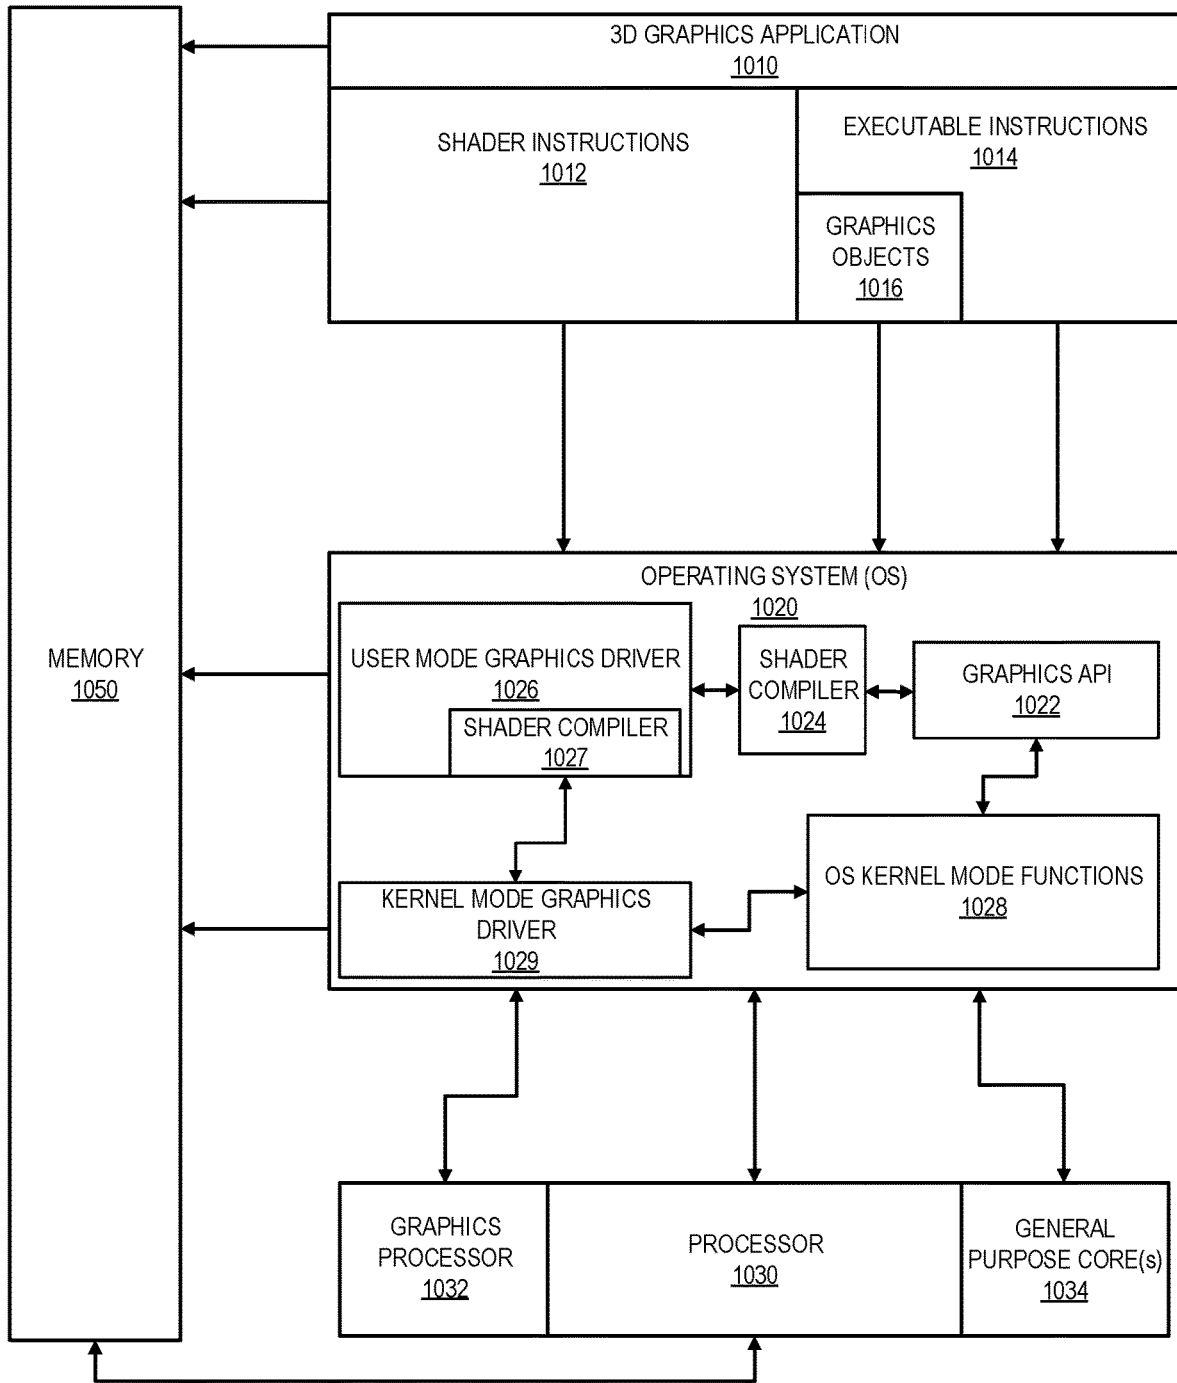 3D GRAPHICS APPLICATION
1010
SHADER INSTRUCTIONS
1012
EXECUTABLE INSTRUCTIONS
1014
GRAPHICS
OBJECTS
1016
MEMORY
1050
OPERATING SYSTEM (OS)
1020
USER MODE GRAPHICS DRIVER
1026
SHADER COMPILER
1027
SHADER
COMPILER
1024
GRAPHICS API
1022
KERNEL MODE GRAPHICS
DRIVER
1029
OS KERNEL MODE FUNCTIONS
1028
GRAPHICS
PROCESSOR
1032
PROCESSOR
1030
GENERAL
PURPOSE CORE(s)
1034